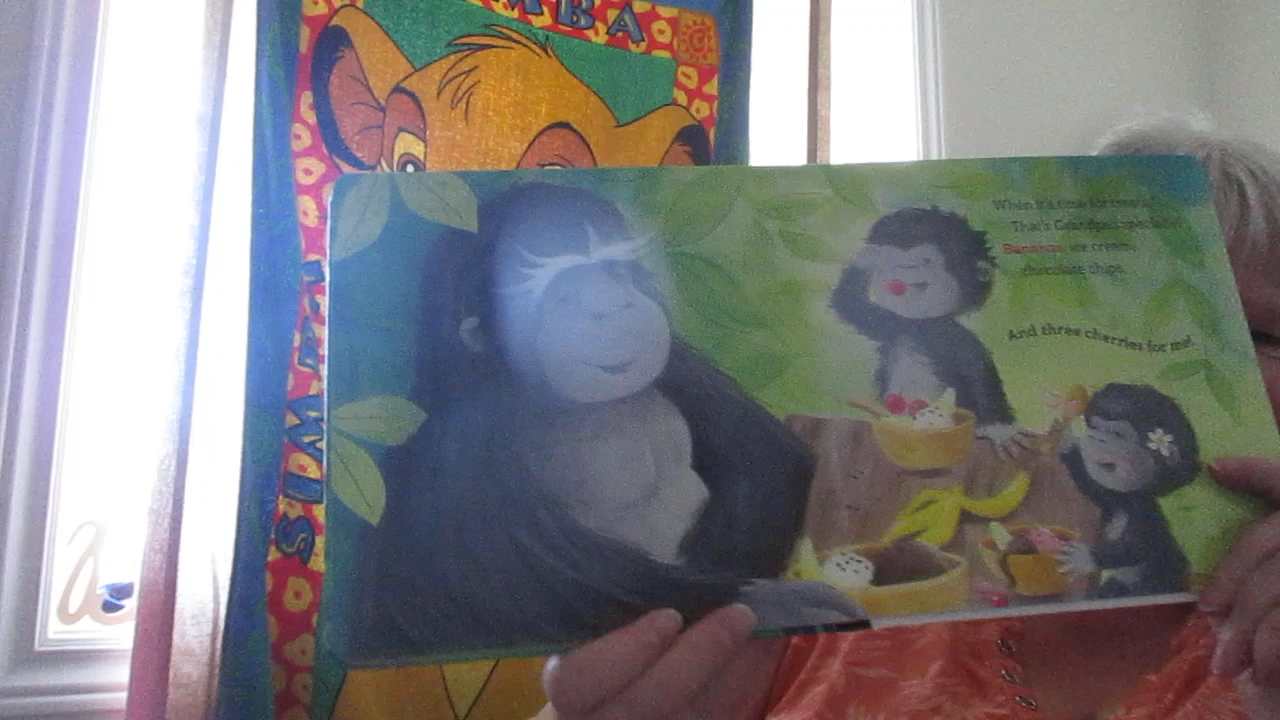 MBA
SIMBA
When it's time for treats,
That's Grandpa's speciality.
Bananas, ice cream,
chocolate chips,
And three cherries for me!